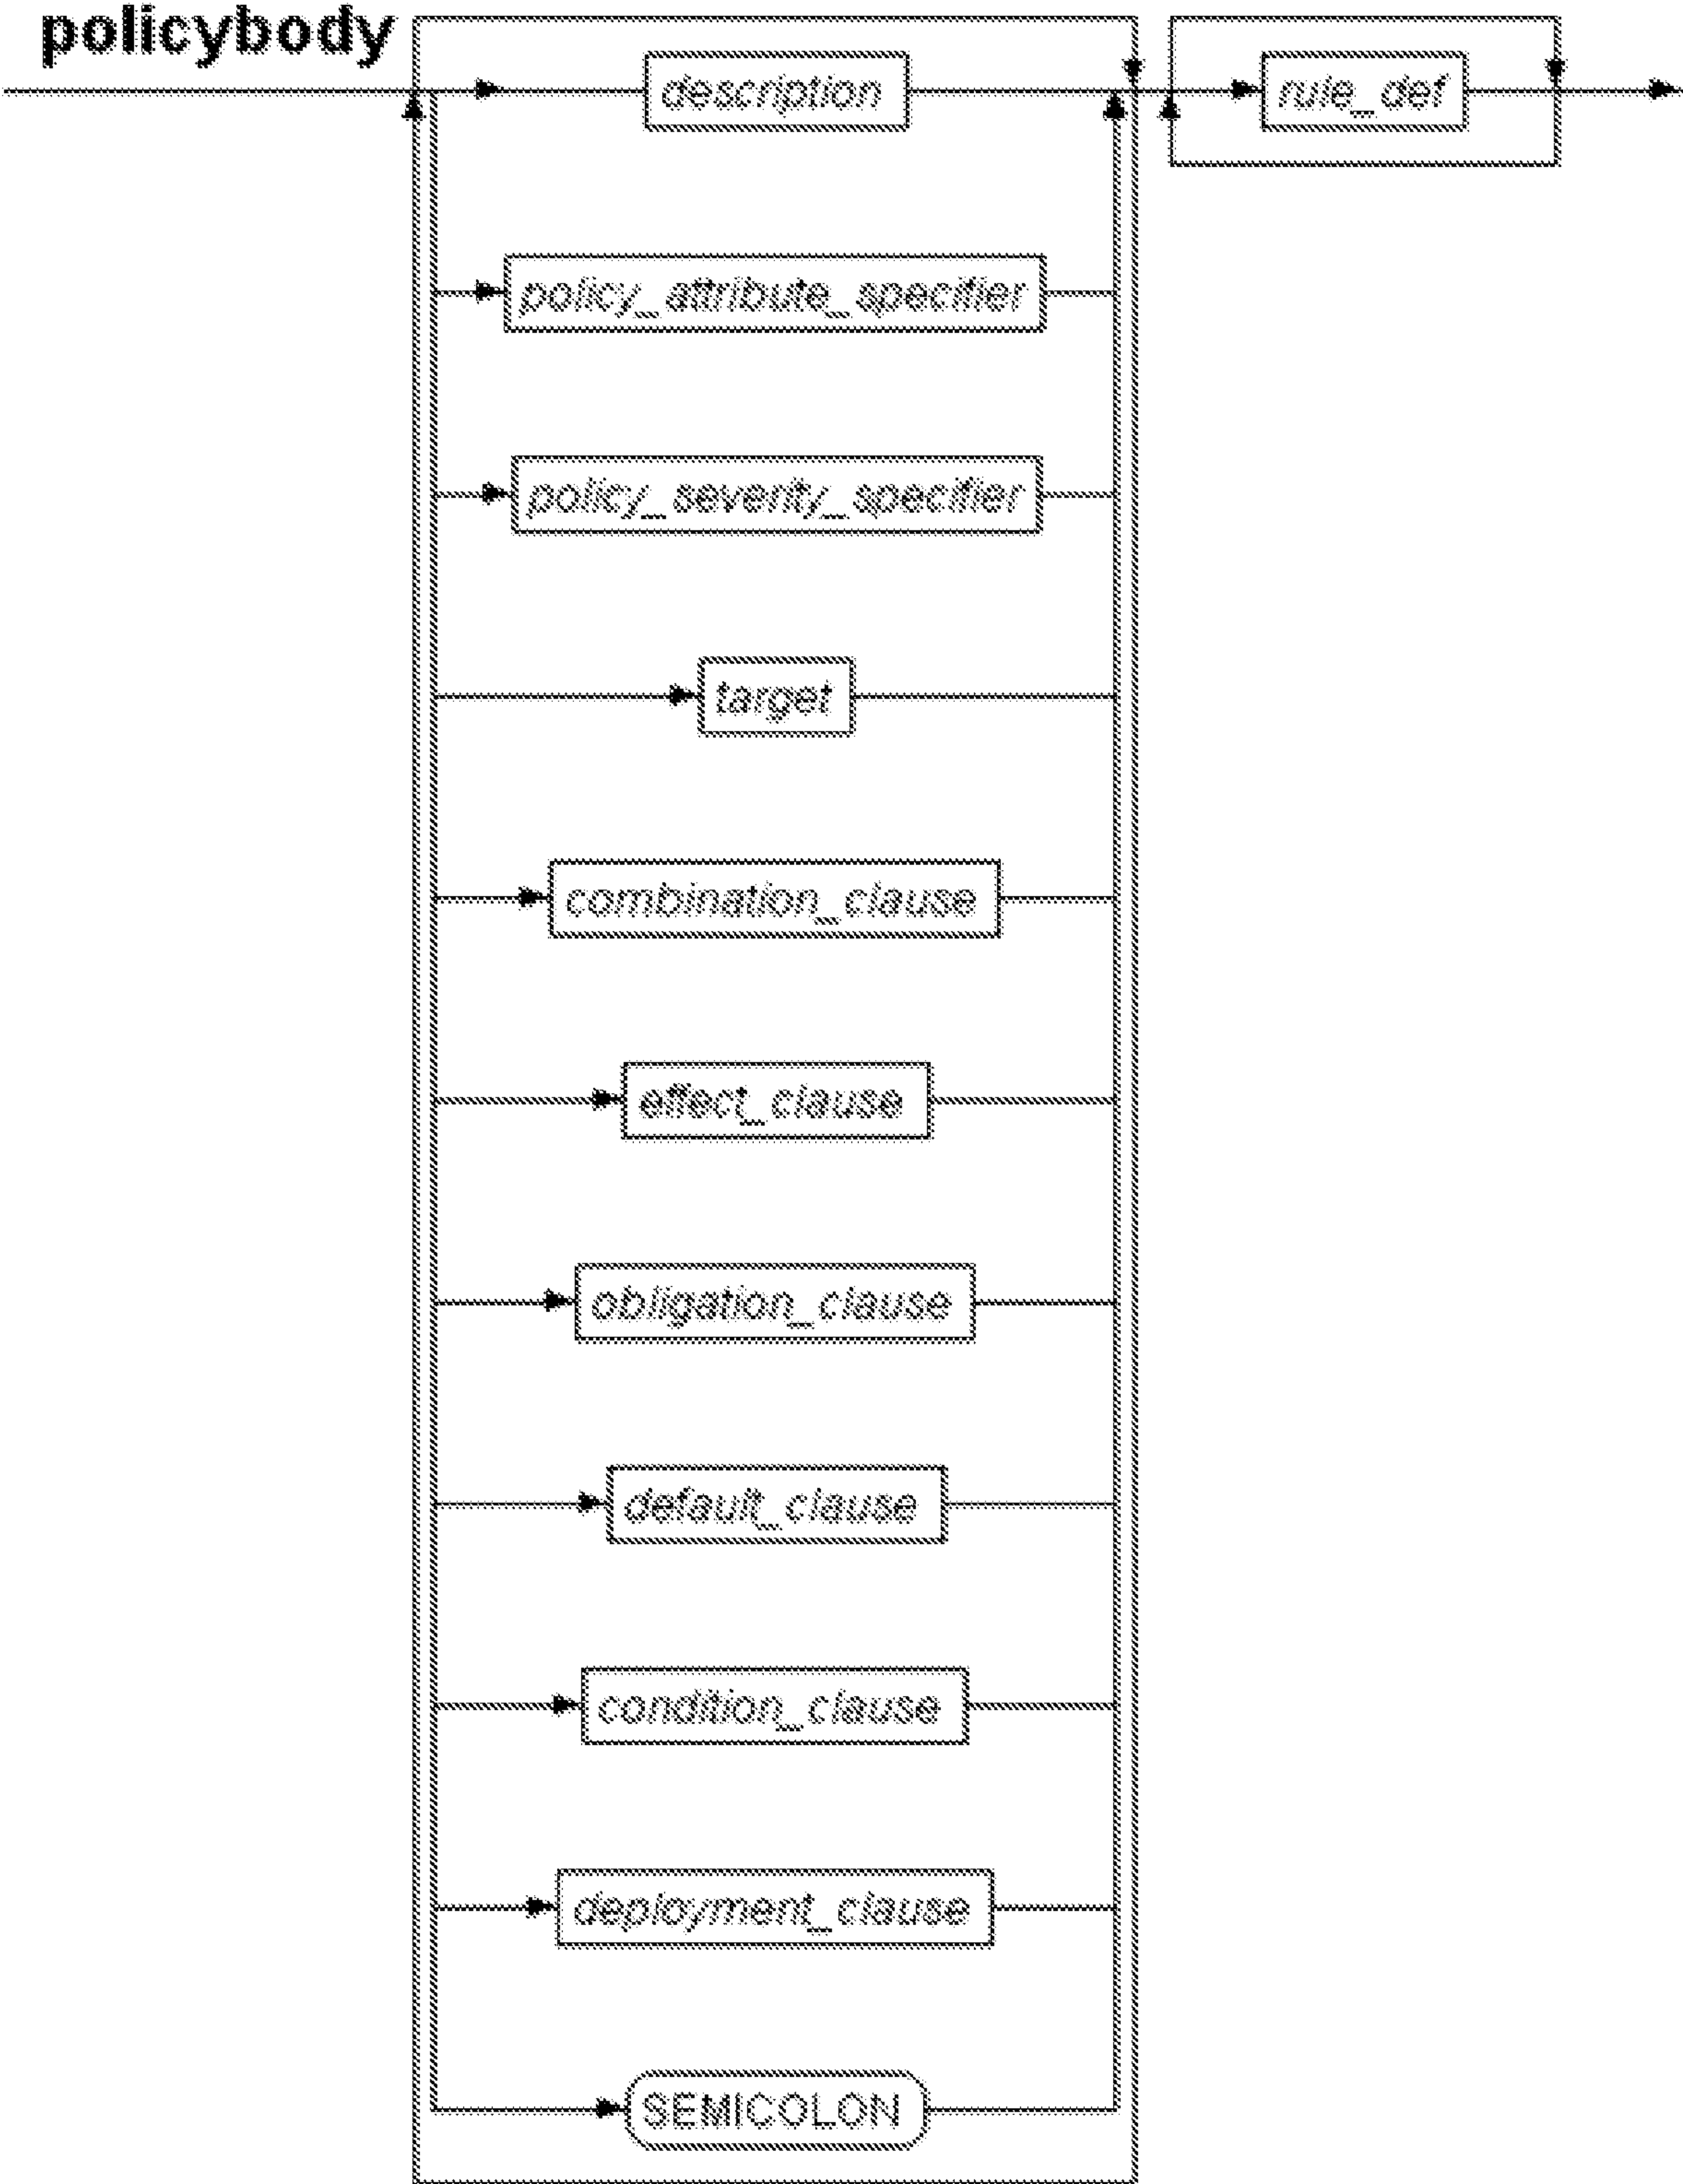 policybody
description
rule_def
policy_attribute_specifier
policy_severity_specifier
target
combination_clause
effect_clause
obligation_clause
default_clause
condition_clause
deployment_clause
SEMICOLON